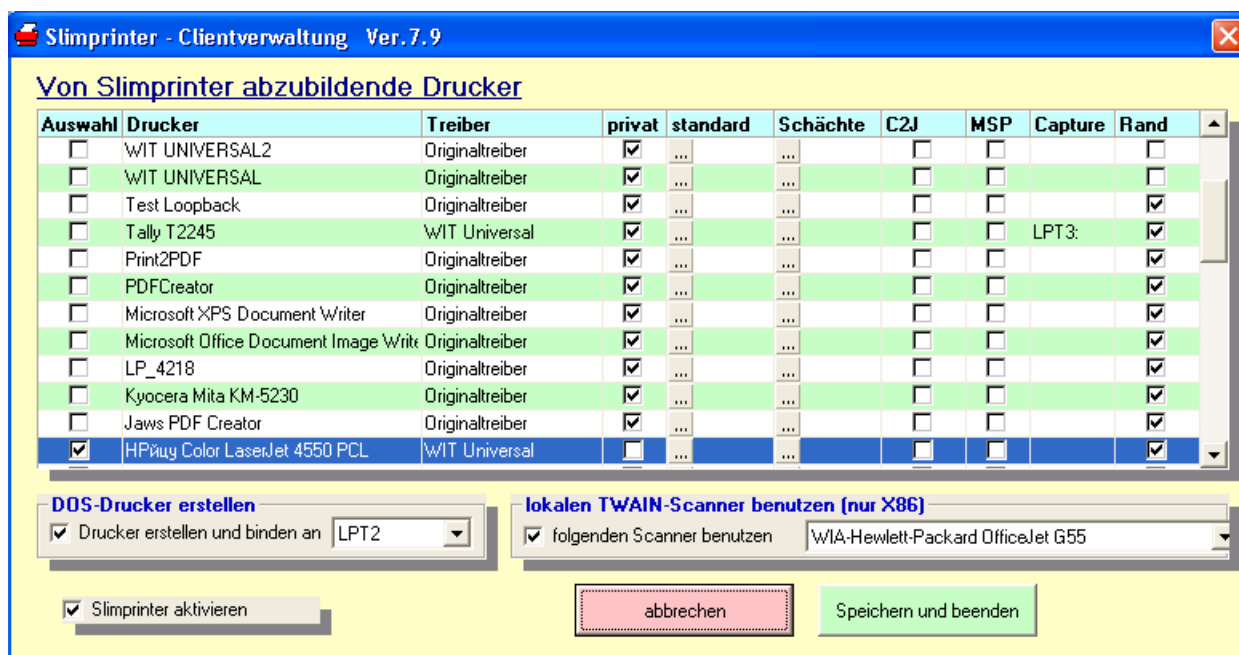 Slimprinter - Clientverwaltung Ver.7.9
Von Slimprinter abzubildende Drucker
Auswahl Drucker Treiber privat standard Schächte C2J MSP Capture Rand
WIT UNIVERSAL2 Originaltreiber ... ...
WIT UNIVERSAL Originaltreiber ... ...
Test Loopback Originaltreiber ... ...
Tally T2245 WIT Universal ... ... LPT3:
Print2PDF Originaltreiber ... ...
PDFCreator Originaltreiber ... ...
Microsoft XPS Document Writer Originaltreiber ... ...
Microsoft Office Document Image Write Originaltreiber ... ...
LP_4218 Originaltreiber ... ...
Kyocera Mita KM-5230 Originaltreiber ... ...
Jaws PDF Creator Originaltreiber ... ...
HPйцу Color LaserJet 4550 PCL WIT Universal ... ...
DOS-Drucker erstellen lokalen TWAIN-Scanner benutzen (nur X86)
Drucker erstellen und binden an LPT2 folgenden Scanner benutzen WIA-Hewlett-Packard OfficeJet G55
Slimprinter aktivieren abbrechen Speichern und beenden